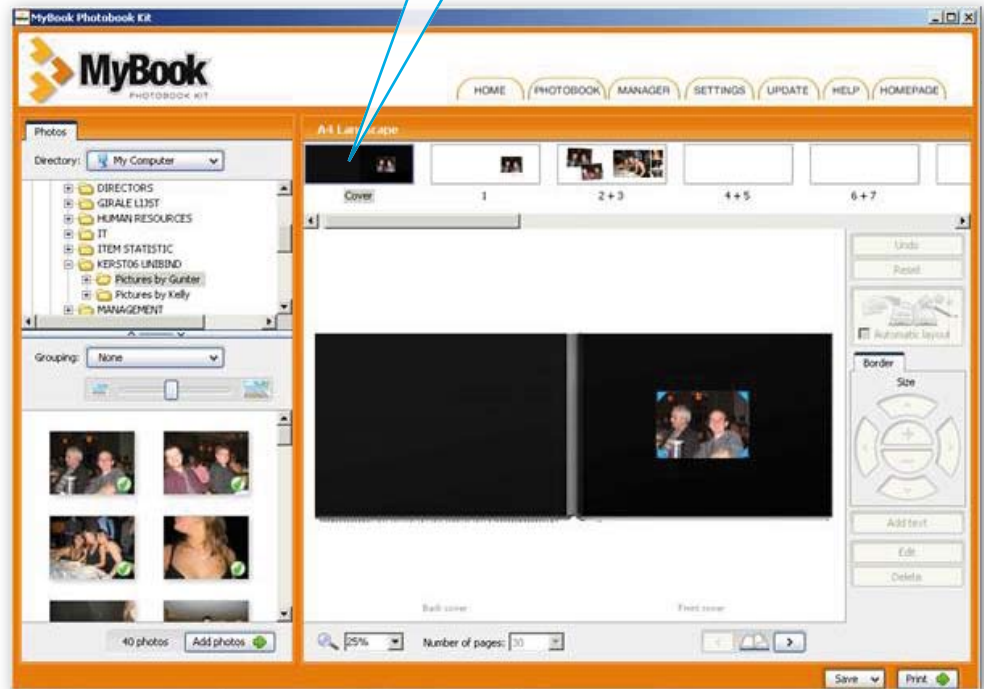 MyBook Photobook Kit
MyBook
PHOTOBOOK KIT
HOME PHOTOBOOK MANAGER SETTINGS UPDATE HELP HOMEPAGE
Photos
Directory: My Computer
DIRECTORS
GIRALE LIJST
HUMAN RESOURCES
IT
ITEM STATISTIC
KERST06 UNIBIND
Pictures by Gunter
Pictures by Kelly
MANAGEMENT
Grouping: None
40 photos Add photos
A4 Landscape
Cover 1 2+3 4+5 6+7
Undo
Reset
Automatic layout
Border
Size
Add text
Edit
Delete
Back cover Front cover
25% Number of pages: 30
Save Print